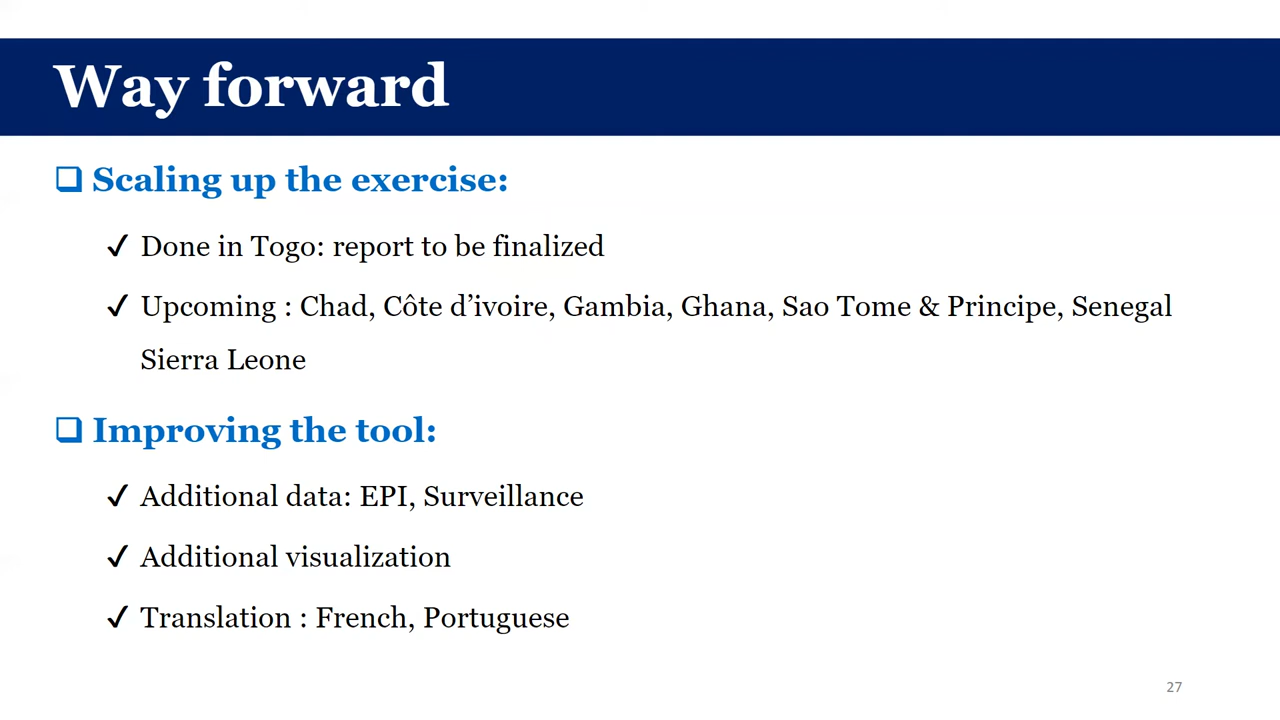 Way forward
❑ Scaling up the exercise:
✓ Done in Togo: report to be finalized
✓ Upcoming : Chad, Côte d’ivoire, Gambia, Ghana, Sao Tome & Principe, Senegal
Sierra Leone
❑ Improving the tool:
✓ Additional data: EPI, Surveillance
✓ Additional visualization
✓ Translation : French, Portuguese
27